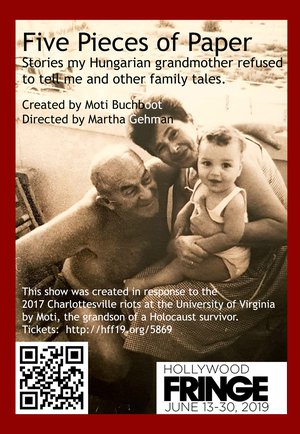 Five Pieces of Paper
Stories my Hungarian grandmother refused
to tell me and other family tales.
Created by Moti Buchboot
Directed by Martha Gehman
This show was created in response to the
2017 Charlottesville riots at the University of Virginia
by Moti, the grandson of a Holocaust survivor.
Tickets:  http://hff19.org/5869
HOLLYWOOD
FRINGE
JUNE 13-30, 2019